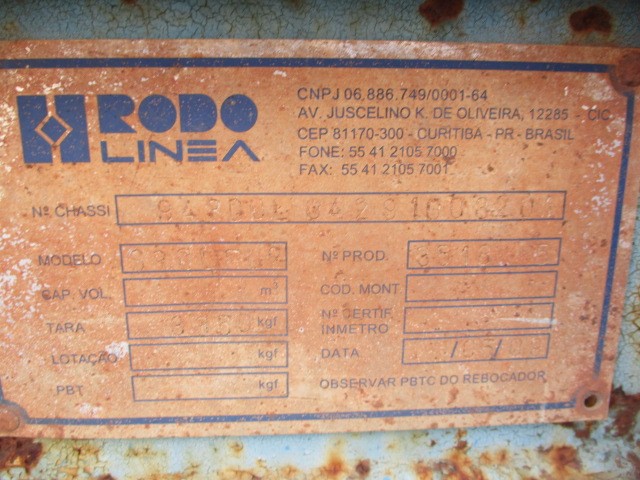 RODO
LINEA
CNPJ 06.886.749/0001-64
AV. JUSCELINO K. DE OLIVEIRA, 12285 - CIC
CEP 81170-300 - CURITIBA - PR - BRASIL
FONE: 55 41 2105 7000
FAX: 55 41 2105 7001
Nº CHASSI
MODELO
Nº PROD.
CAP. VOL. m³
COD. MONT
TARA kgf
Nº CERTIF. INMETRO
LOTAÇÃO kgf
DATA / /
PBT kgf
OBSERVAR PBTC DO REBOCADOR